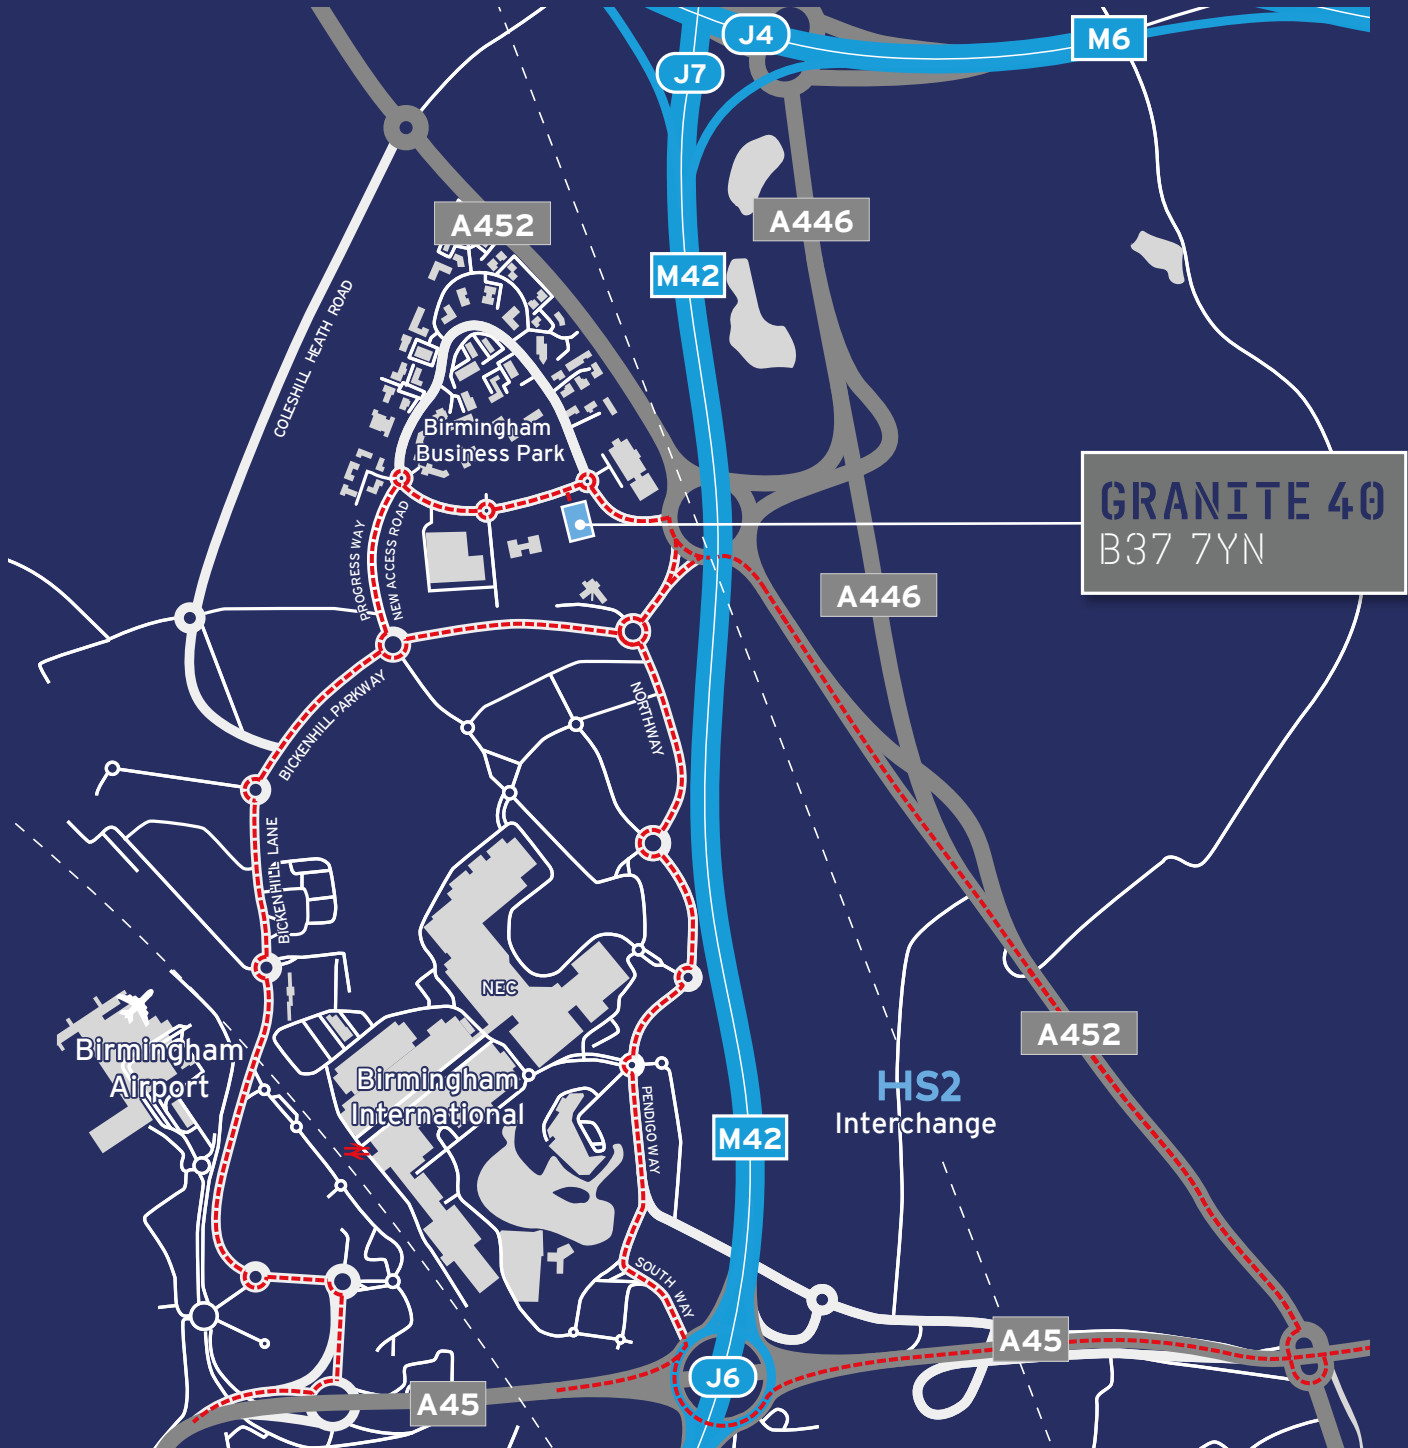 J4
M6
J7
A452
A446
M42
COLESHILL HEATH ROAD
Birmingham
Business Park
GRANITE 40
B37 7YN
PROGRESS WAY
NEW ACCESS ROAD
A446
BICKENHILL PARKWAY
NORTHWAY
BICKENHILL LANE
NEC
A452
Birmingham
Airport
Birmingham
International
HS2
Interchange
PENDIGO WAY
M42
SOUTH WAY
A45
J6
A45